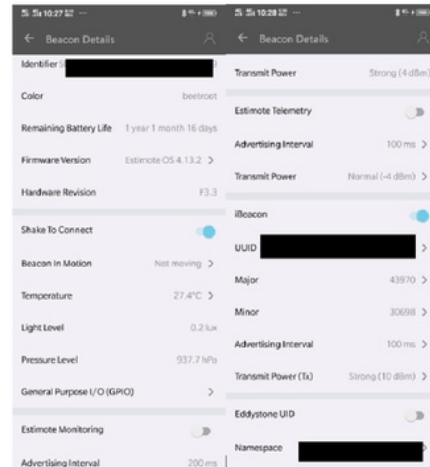 10:27
Beacon Details
Identifier
Color beetroot
Remaining Battery Life 1 year 1 month 16 days
Firmware Version Estimote OS 4.13.2 >
Hardware Revision F3.3
Shake To Connect
Beacon In Motion Not moving >
Temperature 27.4°C >
Light Level 0.2 lux
Pressure Level 937.7 hPa
General Purpose I/O (GPIO) >
Estimote Monitoring
Advertising Interval 200 ms
10:28
Beacon Details
Transmit Power Strong (4 dBm)
Estimote Telemetry
Advertising Interval 100 ms >
Transmit Power Normal (-4 dBm) >
iBeacon
UUID >
Major 43970 >
Minor 30698 >
Advertising Interval 100 ms >
Transmit Power (Tx) Strong (10 dBm) >
Eddystone UID
Namespace >